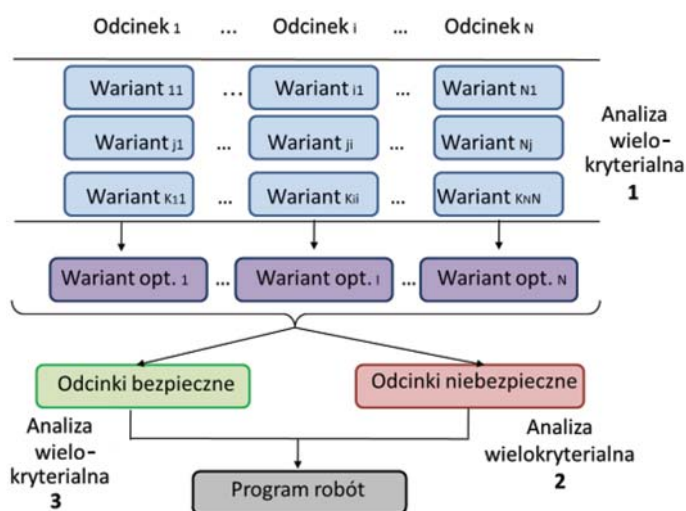 Odcinek 1 ... Odcinek i ... Odcinek N
Wariant 11 ... Wariant i1 ... Wariant N1
Wariant j1 ... Wariant ji ... Wariant Nj
Wariant K11 ... Wariant Kii ... Wariant KNN
Analiza
wielo-
kryterialna
1
Wariant opt. 1 ... Wariant opt. I ... Wariant opt. N
Odcinki bezpieczne
Odcinki niebezpieczne
Analiza
wielo-
kryterialna
3
Analiza
wielokryterialna
2
Program robót